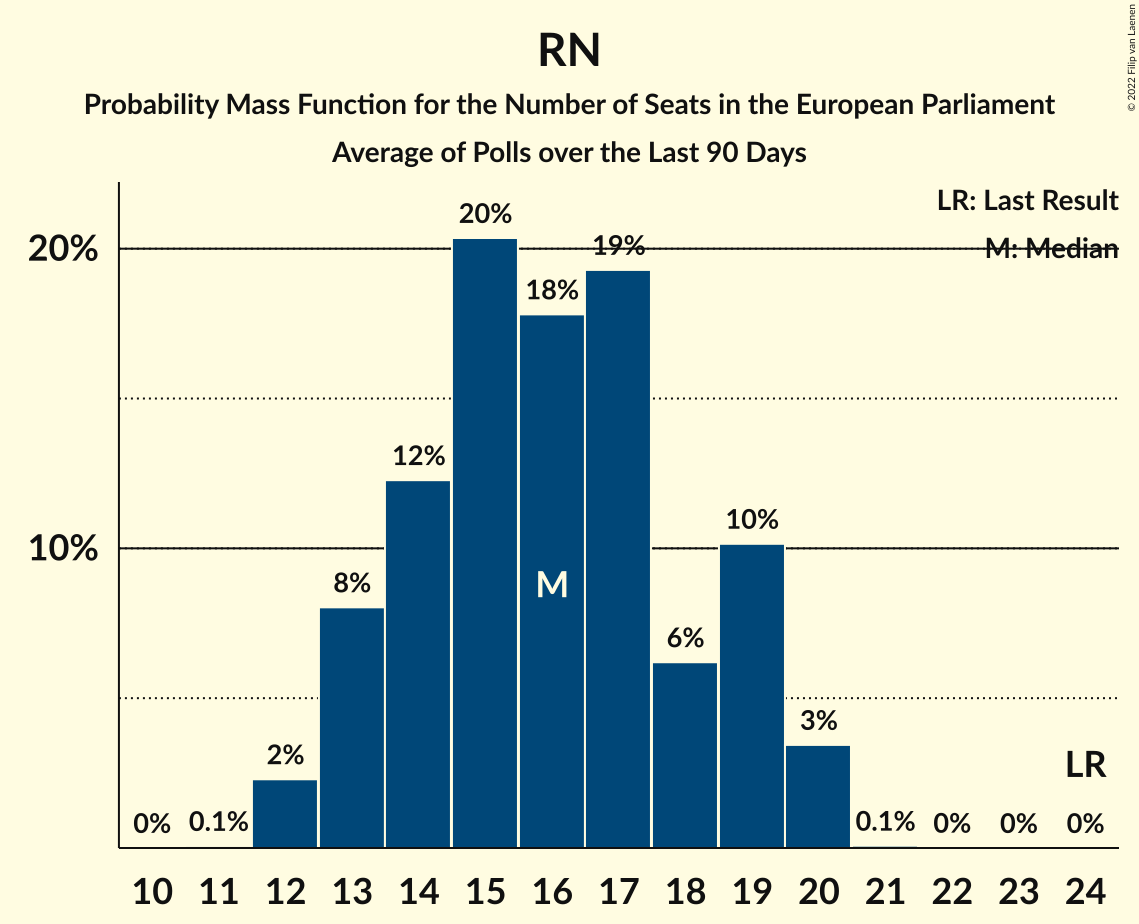 RN
Probability Mass Function for the Number of Seats in the European Parliament
Average of Polls over the Last 90 Days
© 2022 Filip van Laenen
LR: Last Result
M: Median
20%
10%
0%
0.1%
2%
8%
12%
20%
18%
19%
6%
10%
3%
0.1%
0%
0%
0%
M
LR
10 11 12 13 14 15 16 17 18 19 20 21 22 23 24